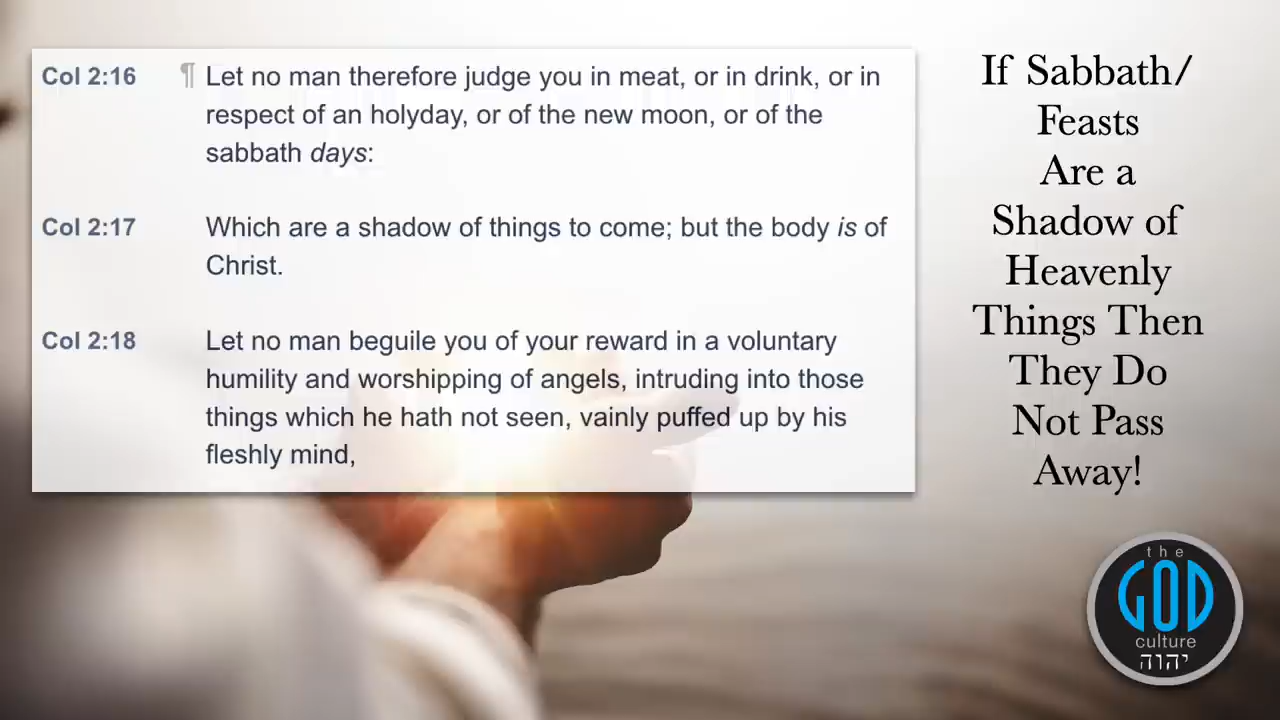 Col 2:16 ¶ Let no man therefore judge you in meat, or in drink, or in
respect of an holyday, or of the new moon, or of the
sabbath days:
Col 2:17 Which are a shadow of things to come; but the body is of
Christ.
Col 2:18 Let no man beguile you of your reward in a voluntary
humility and worshipping of angels, intruding into those
things which he hath not seen, vainly puffed up by his
fleshly mind,
If Sabbath/
Feasts
Are a
Shadow of
Heavenly
Things Then
They Do
Not Pass
Away!
the
GOD
culture
יהוה